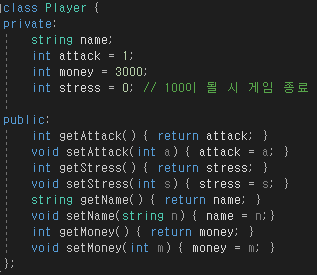 class Player {
private:
    string name;
    int attack = 1;
    int money = 3000;
    int stress = 0; // 100이 될 시 게임 종료

public:
    int getAttack() { return attack; }
    void setAttack(int a) { attack = a; }
    int getStress() { return stress; }
    void setStress(int s) { stress = s; }
    string getName() { return name; }
    void setName(string n) { name = n;}
    int getMoney() { return money; }
    void setMoney(int m) { money = m; }
};